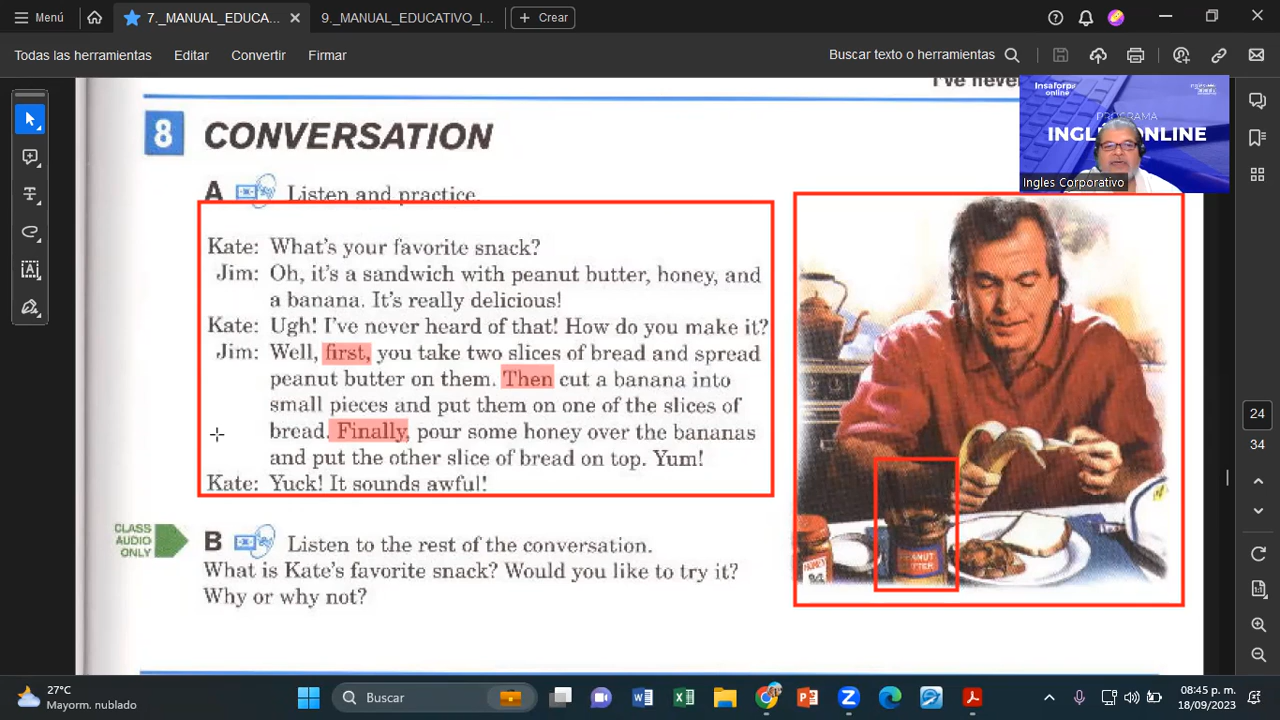 Menú
7._MANUAL_EDUCA...
9._MANUAL_EDUCATIVO_I...
Crear
Todas las herramientas
Editar
Convertir
Firmar
Buscar texto o herramientas
I've never
Insaforp
online
PROGRAMA
INGLÉS ONLINE
Ingles Corporativo
8 CONVERSATION
A Listen and practice.
Kate: What's your favorite snack?
Jim: Oh, it's a sandwich with peanut butter, honey, and
a banana. It's really delicious!
Kate: Ugh! I've never heard of that! How do you make it?
Jim: Well, first, you take two slices of bread and spread
peanut butter on them. Then cut a banana into
small pieces and put them on one of the slices of
bread. Finally, pour some honey over the bananas
and put the other slice of bread on top. Yum!
Kate: Yuck! It sounds awful!
HONEY
PEANUT
BUTTER
CLASS
AUDIO
ONLY
B Listen to the rest of the conversation.
What is Kate's favorite snack? Would you like to try it?
Why or why not?
24
34
27°C
Mayorm. nublado
Buscar
08:45 p. m.
18/09/2023